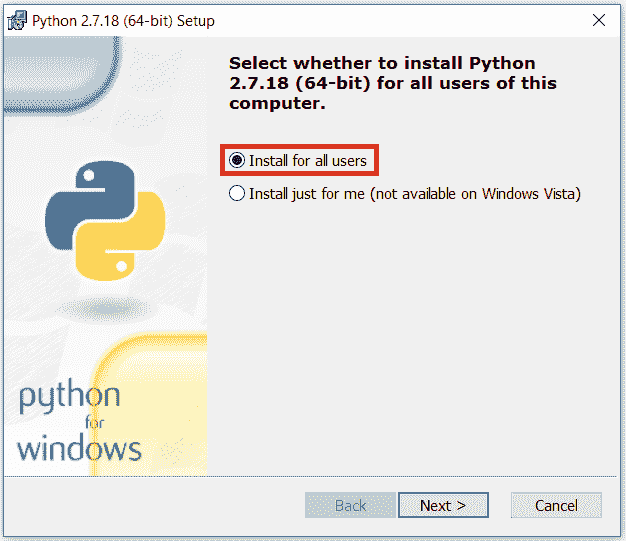 Python 2.7.18 (64-bit) Setup
Select whether to install Python
2.7.18 (64-bit) for all users of this
computer.
Install for all users
Install just for me (not available on Windows Vista)
python
for
windows
Back
Next >
Cancel